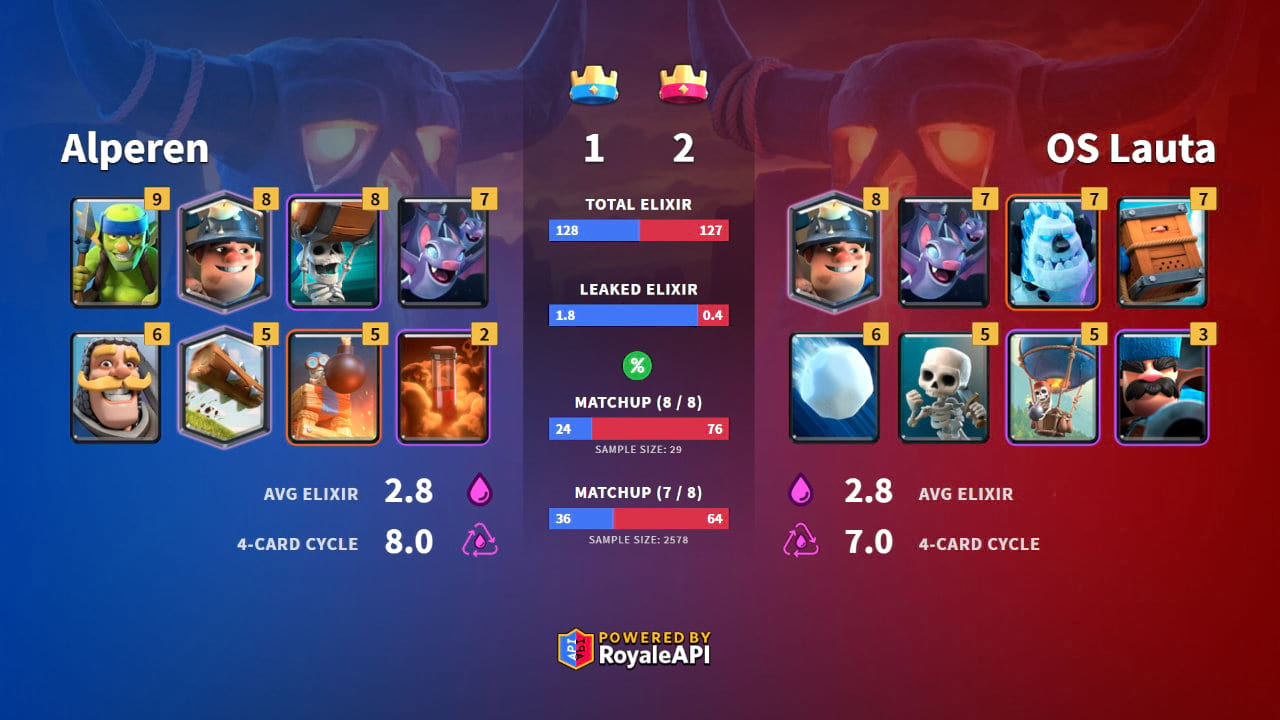 1 2
Alperen
OS Lauta
9 8 8 7
6 5 5 2
TOTAL ELIXIR
128 127
LEAKED ELIXIR
1.8 0.4
%
MATCHUP (8 / 8)
24 76
SAMPLE SIZE: 29
MATCHUP (7 / 8)
36 64
SAMPLE SIZE: 2578
8 7 7 7
6 5 5 3
AVG ELIXIR 2.8
4-CARD CYCLE 8.0
2.8 AVG ELIXIR
7.0 4-CARD CYCLE
API API
POWERED BY
RoyaleAPI